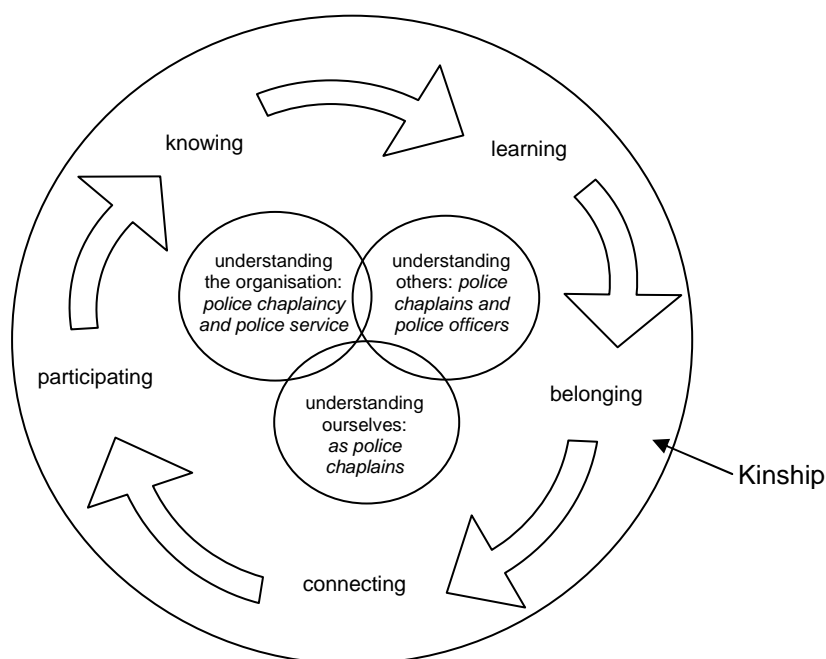 knowing
learning
understanding
the organisation:
police chaplaincy
and police service
understanding
others: police
chaplains and
police officers
participating
understanding
ourselves:
as police
chaplains
belonging
Kinship
connecting